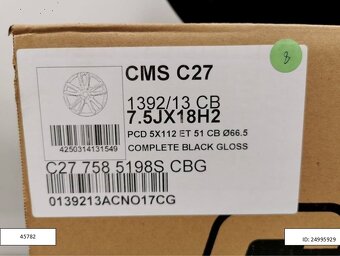 CMS C27
8
1392/13 CB
7.5JX18H2
PCD 5X112 ET 51 CB Ø66.5
COMPLETE BLACK GLOSS
4250314131549
C27 758 5198S CBG
0139213ACNO17CG
45782
ID: 24995929